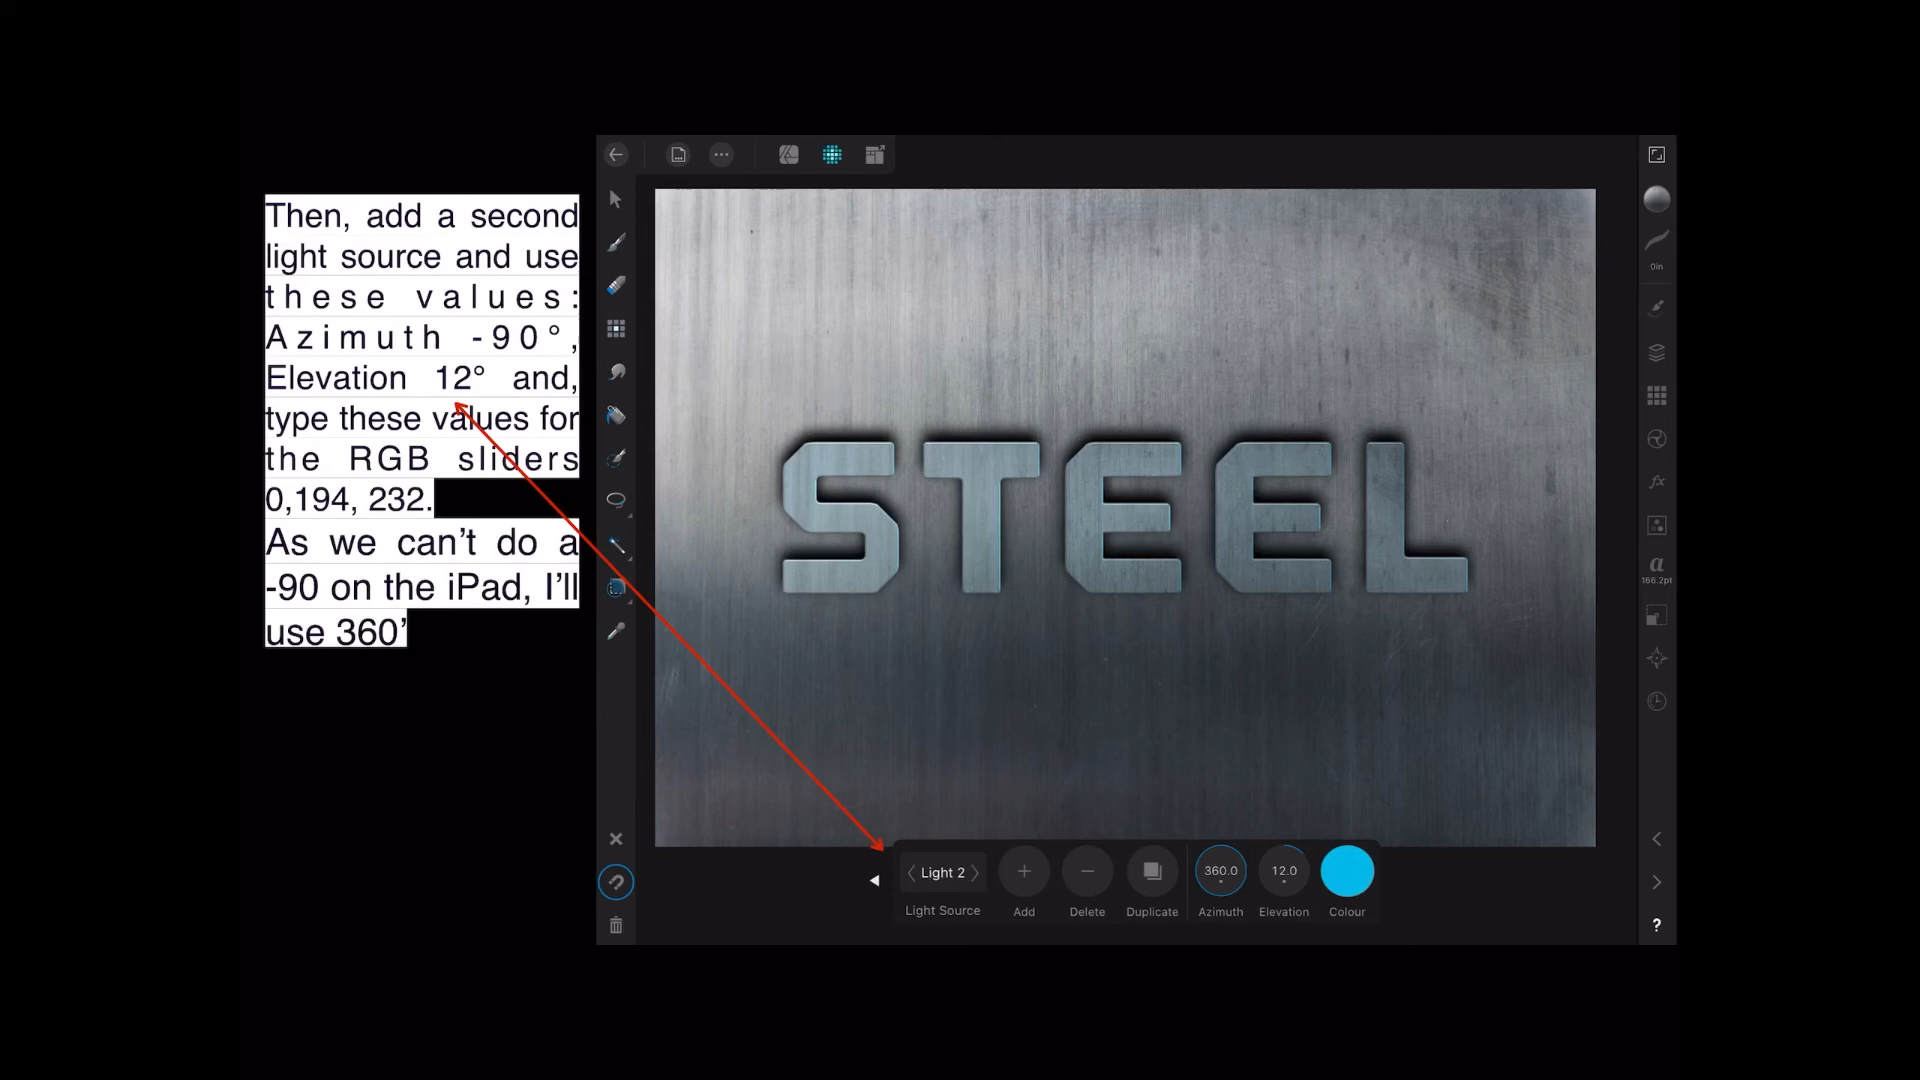 Then, add a second
light source and use
these values:
Azimuth -90°,
Elevation 12° and,
type these values for
the RGB sliders
0,194, 232.
As we can’t do a
-90 on the iPad, I’ll
use 360’
0in
STEEL
fx
a
166.2pt
Light 2
360.0
12.0
Light Source
Add
Delete
Duplicate
Azimuth
Elevation
Colour
?